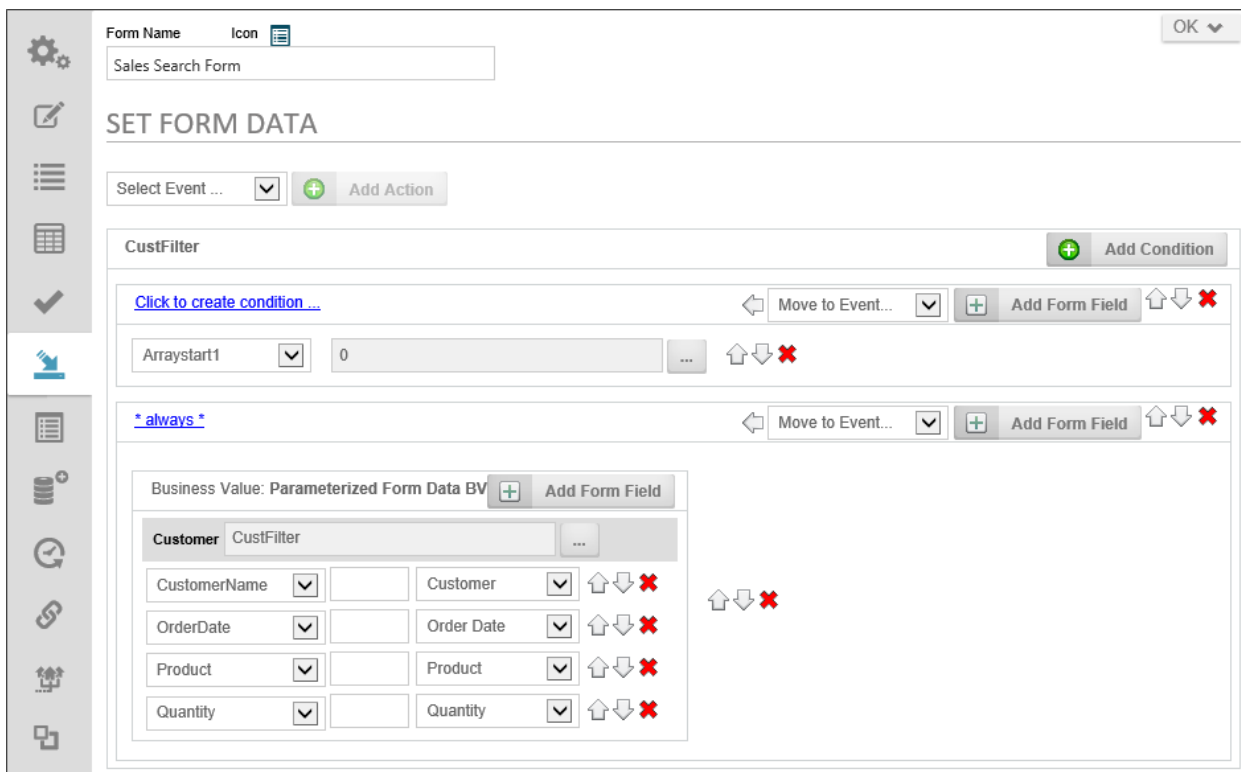 Form Name Icon
OK
Sales Search Form
SET FORM DATA
Select Event ... Add Action
CustFilter Add Condition
Click to create condition ... Move to Event... Add Form Field
Arraystart1 0 ...
* always * Move to Event... Add Form Field
Business Value: Parameterized Form Data BV Add Form Field
Customer CustFilter ...
CustomerName Customer
OrderDate Order Date
Product Product
Quantity Quantity